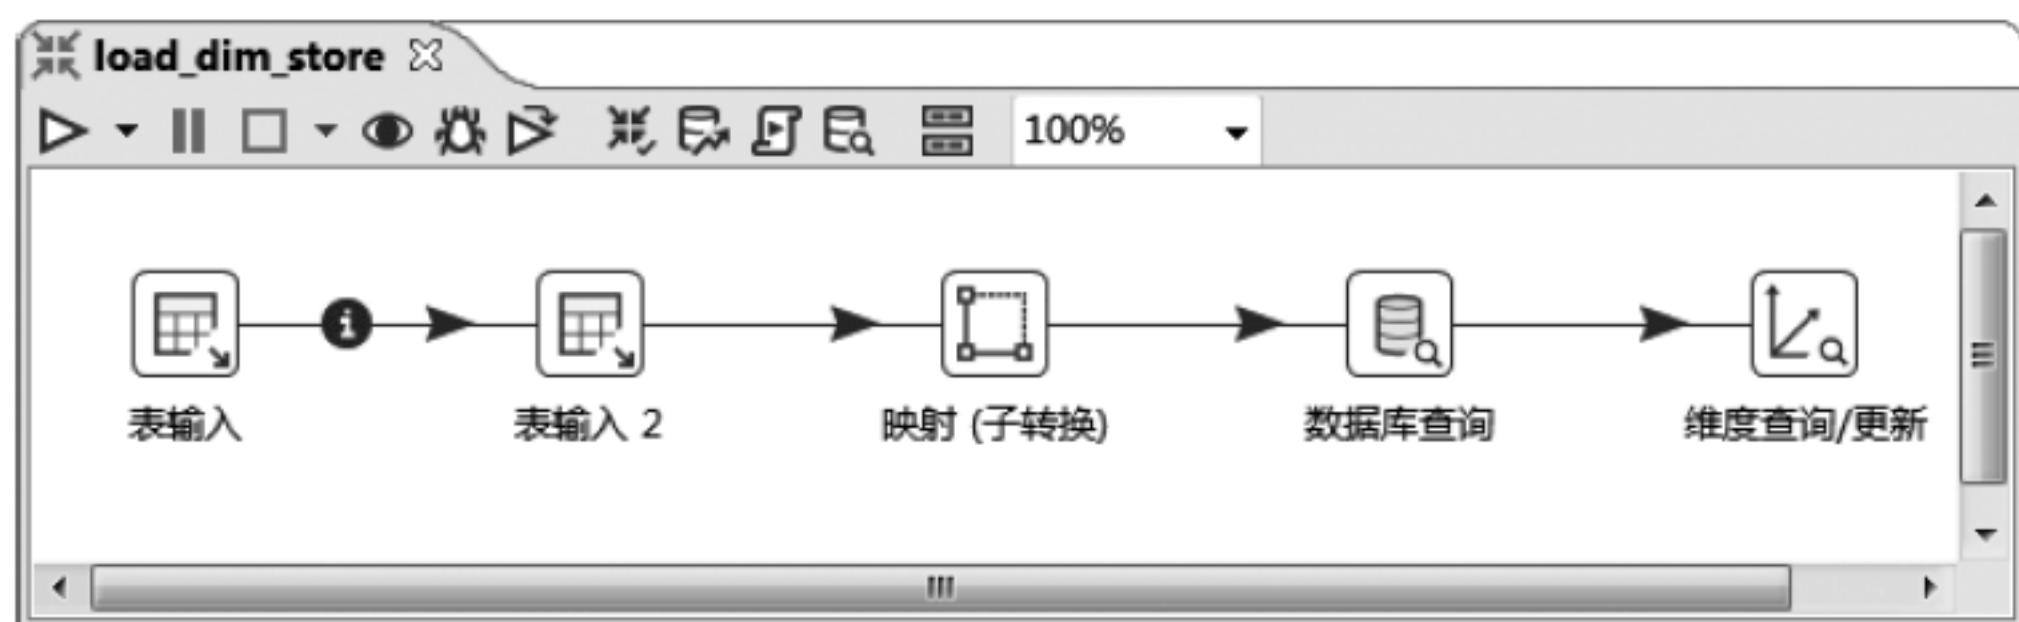 load_dim_store
100%
表输入
表输入 2
映射 (子转换)
数据库查询
维度查询/更新